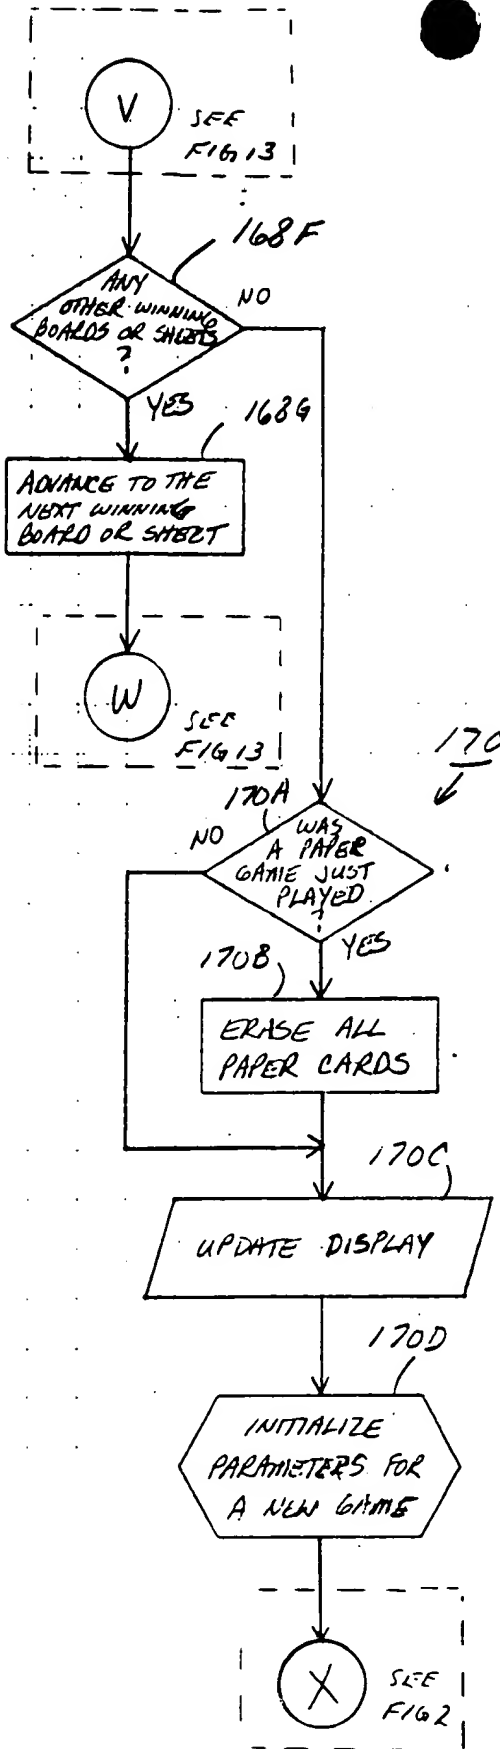 V
SEE
FIG 13
168F
ANY
OTHER WINNING
BOARDS OR SHEETS
?
NO
YES
168G
ADVANCE TO THE
NEXT WINNING
BOARD OR SHEET
W
SEE
FIG 13
170
170A
NO
WAS
A PAPER
GAME JUST
PLAYED
?
YES
170B
ERASE ALL
PAPER CARDS
170C
UPDATE DISPLAY
170D
INITIALIZE
PARAMETERS FOR
A NEW GAME
X
SEE
FIG 2